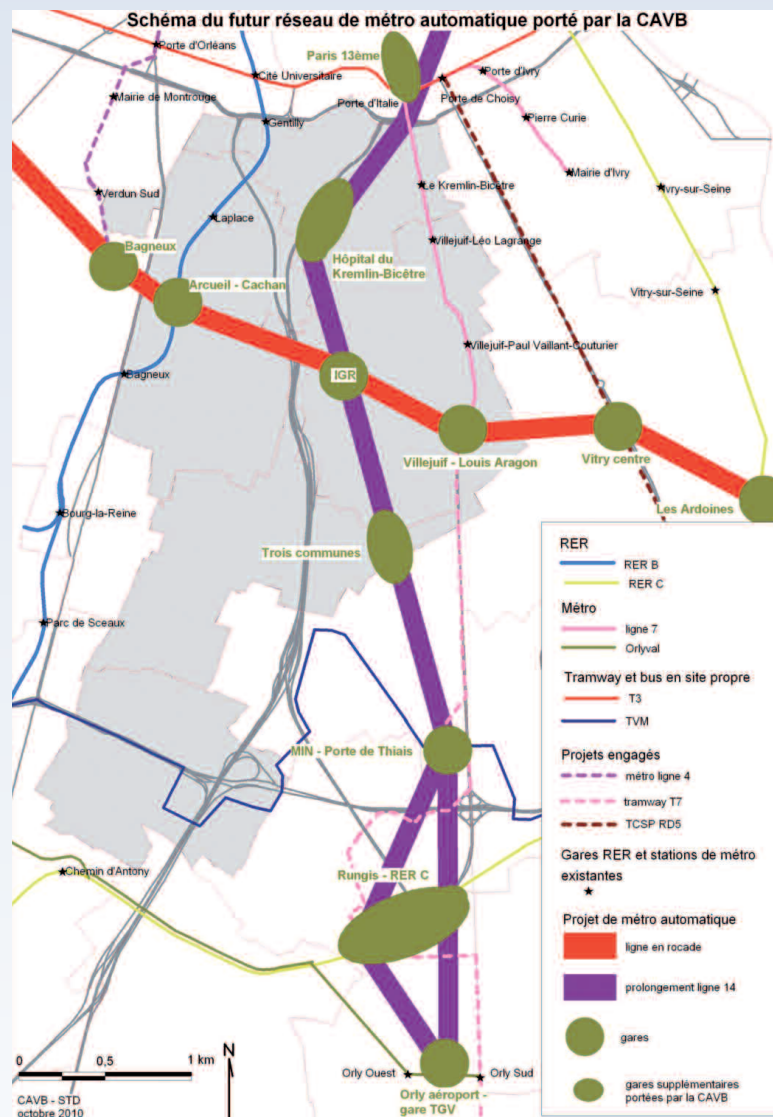 Schéma du futur réseau de métro automatique porté par la CAVB
Porte d'Orléans
Paris 13ème
Cité Universitaire
Porte d'Ivry
Mairie de Montrouge
Porte d'Italie
Porte de Choisy
Gentilly
Pierre Curie
Mairie d'Ivry
Verdun Sud
Le Kremlin-Bicêtre
Ivry-sur-Seine
Laplace
Villejuif-Léo Lagrange
Bagneux
Hôpital du
Kremlin-Bicêtre
Arcueil - Cachan
Vitry-sur-Seine
Villejuif-Paul Vaillant-Couturier
Bagneux
IGR
Villejuif - Louis Aragon
Vitry centre
Les Ardoines
Bourg-la-Reine
Trois communes
Parc de Sceaux
MIN - Porte de Thiais
Chemin d'Antony
Rungis - RER C
Orly Ouest
Orly Sud
Orly aéroport -
gare TGV
RER
RER B
RER C
Métro
ligne 7
Orlyval
Tramway et bus en site propre
T3
TVM
Projets engagés
métro ligne 4
tramway T7
TCSP RD5
Gares RER et stations de métro
existantes
Projet de métro automatique
ligne en rocade
prolongement ligne 14
gares
gares supplémentaires
portées par la CAVB
0 0,5 1 km
N
CAVB - STD
octobre 2010